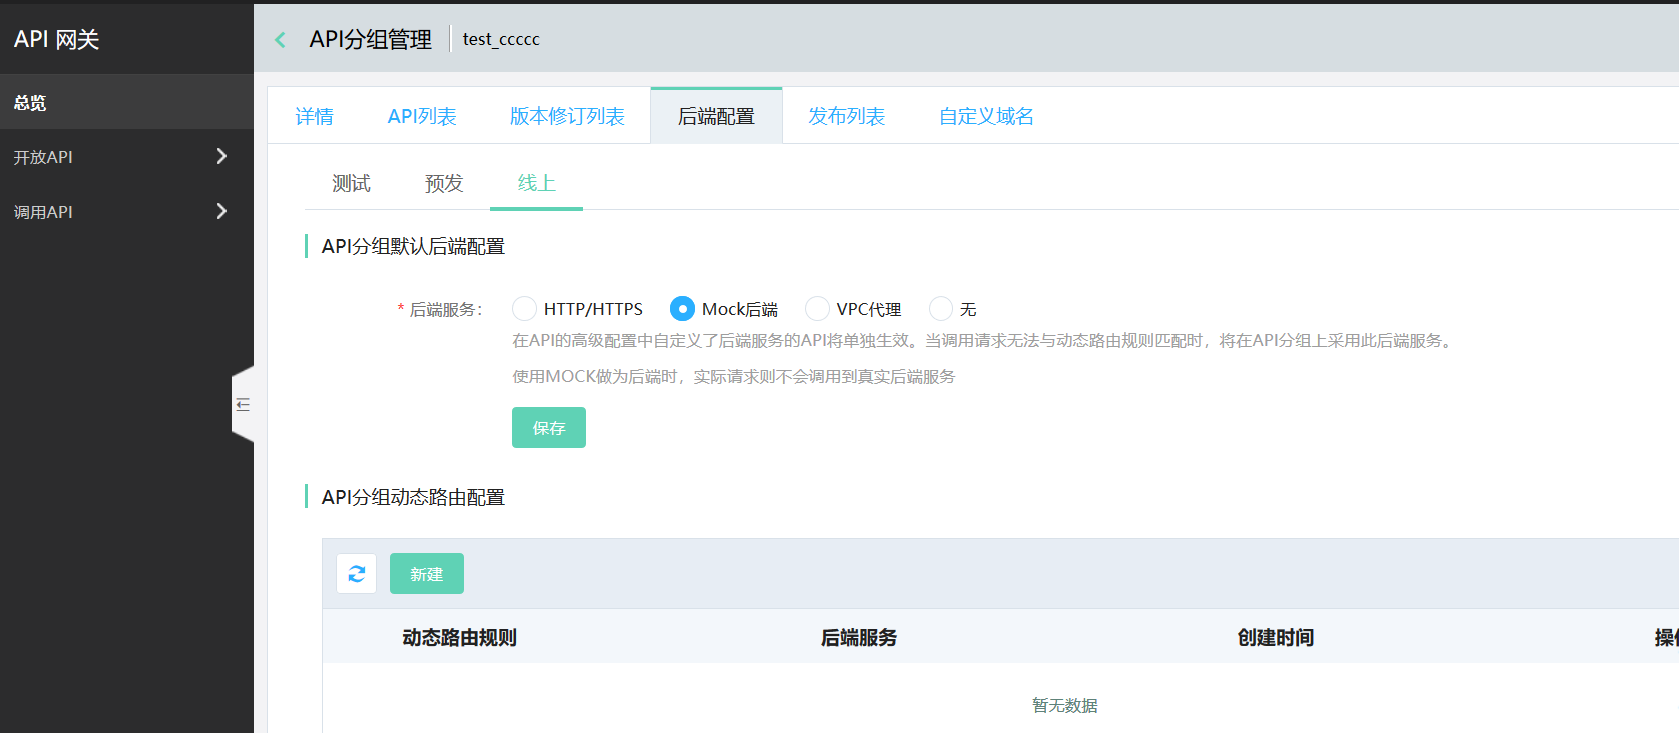 API 网关
总览
开放API
调用API
API分组管理 test_ccccc
详情 API列表 版本修订列表 后端配置 发布列表 自定义域名
测试 预发 线上
API分组默认后端配置
* 后端服务： HTTP/HTTPS Mock后端 VPC代理 无
在API的高级配置中自定义了后端服务的API将单独生效。当调用请求无法与动态路由规则匹配时，将在API分组上采用此后端服务。
使用MOCK做为后端时，实际请求则不会调用到真实后端服务
保存
API分组动态路由配置
新建
动态路由规则 后端服务 创建时间 操
暂无数据